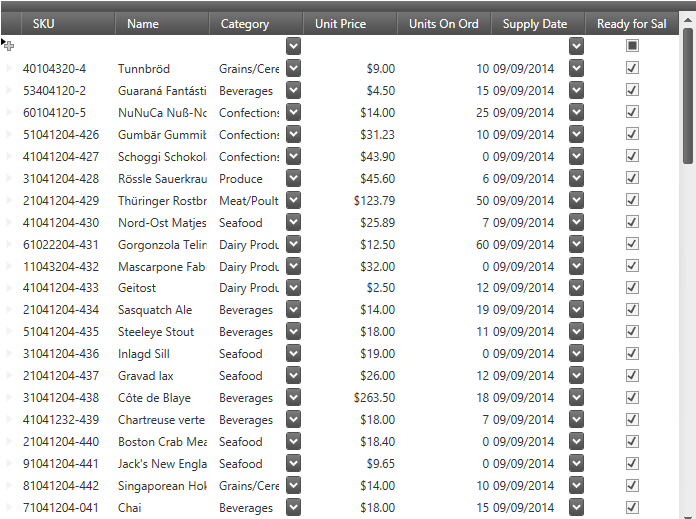 SKU Name Category Unit Price Units On Ord Supply Date Ready for Sal
40104320-4 Tunnbröd Grains/Cere $9.00 10 09/09/2014
53404120-2 Guaraná Fantásti Beverages $4.50 15 09/09/2014
60104120-5 NuNuCa Nuß-No Confections $14.00 25 09/09/2014
51041204-426 Gumbär Gummib Confections $31.23 10 09/09/2014
41041204-427 Schoggi Schokola Confections $43.90 0 09/09/2014
31041204-428 Rössle Sauerkrau Produce $45.60 6 09/09/2014
21041204-429 Thüringer Rostbr Meat/Poult $123.79 50 09/09/2014
41041204-430 Nord-Ost Matjes Seafood $25.89 7 09/09/2014
61022204-431 Gorgonzola Telin Dairy Produ $12.50 60 09/09/2014
11043204-432 Mascarpone Fab Dairy Produ $32.00 0 09/09/2014
41041204-433 Geitost Dairy Produ $2.50 12 09/09/2014
21041204-434 Sasquatch Ale Beverages $14.00 19 09/09/2014
51041204-435 Steeleye Stout Beverages $18.00 11 09/09/2014
31041204-436 Inlagd Sill Seafood $19.00 0 09/09/2014
21041204-437 Gravad lax Seafood $26.00 12 09/09/2014
31041204-438 Côte de Blaye Beverages $263.50 18 09/09/2014
41041232-439 Chartreuse verte Beverages $18.00 7 09/09/2014
21041204-440 Boston Crab Mea Seafood $18.40 0 09/09/2014
91041204-441 Jack's New Engla Seafood $9.65 0 09/09/2014
81041204-442 Singaporean Hok Grains/Cere $14.00 10 09/09/2014
71041204-041 Chai Beverages $18.00 15 09/09/2014